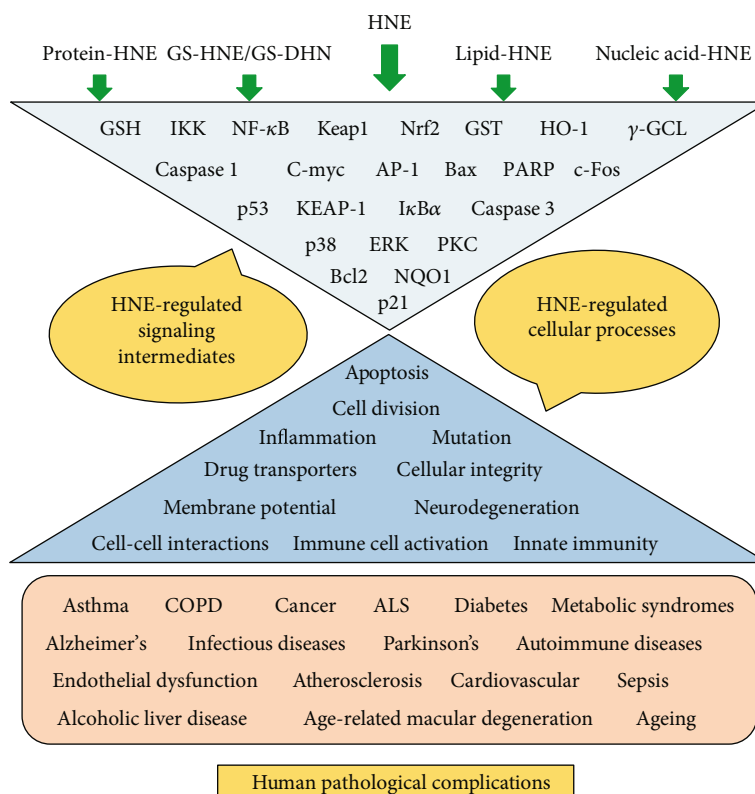 HNE
Protein-HNE GS-HNE/GS-DHN Lipid-HNE Nucleic acid-HNE
GSH IKK NF-κB Keap1 Nrf2 GST HO-1 γ-GCL
Caspase 1 C-myc AP-1 Bax PARP c-Fos
p53 KEAP-1 IκBα Caspase 3
p38 ERK PKC
Bcl2 NQO1
p21
HNE-regulated
signaling
intermediates
HNE-regulated
cellular processes
Apoptosis
Cell division
Inflammation Mutation
Drug transporters Cellular integrity
Membrane potential Neurodegeneration
Cell-cell interactions Immune cell activation Innate immunity
Asthma COPD Cancer ALS Diabetes Metabolic syndromes
Alzheimer's Infectious diseases Parkinson's Autoimmune diseases
Endothelial dysfunction Atherosclerosis Cardiovascular Sepsis
Alcoholic liver disease Age-related macular degeneration Ageing
Human pathological complications